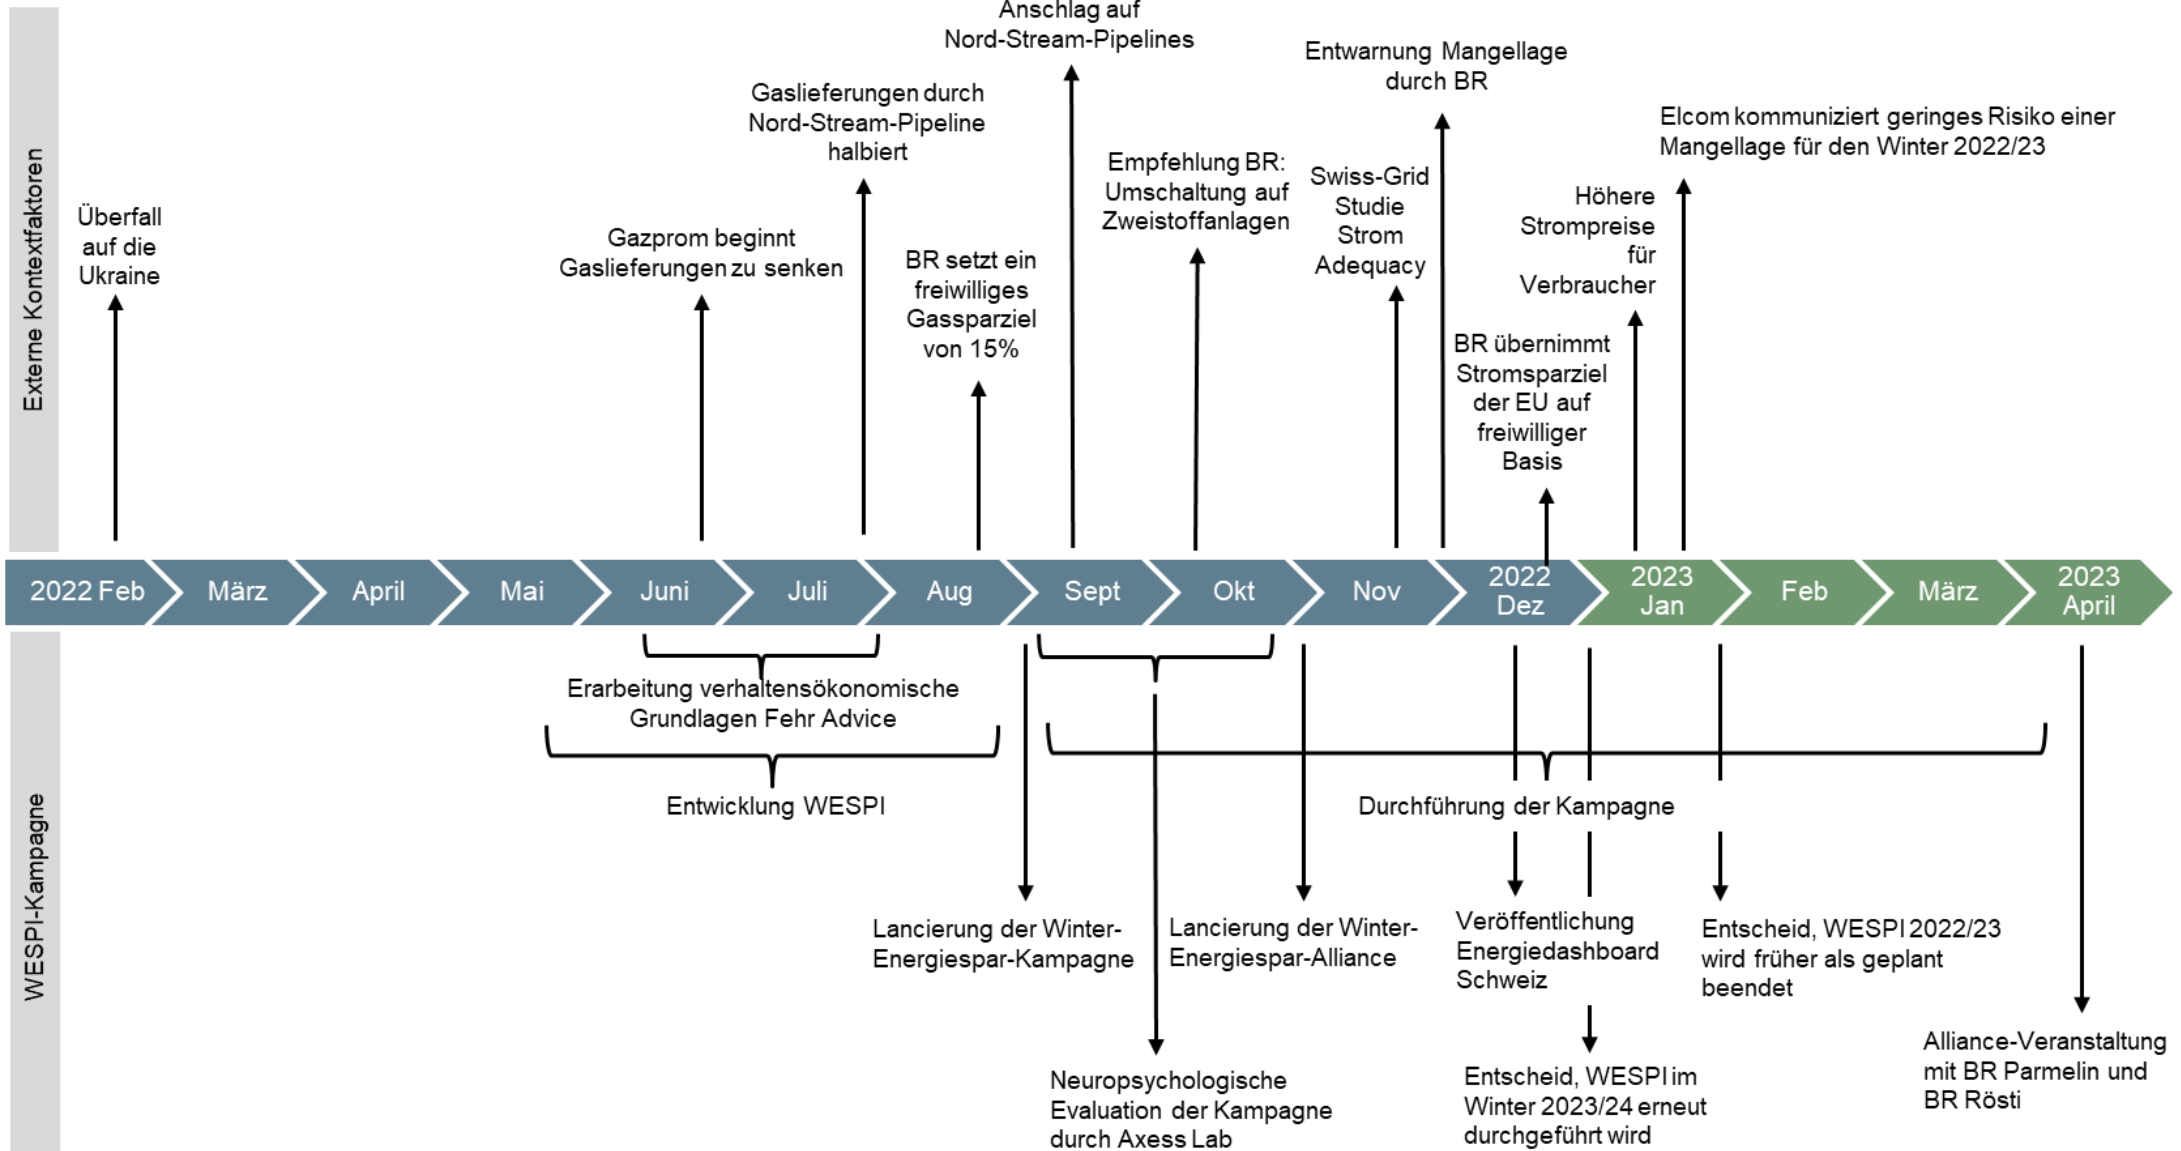 Externe Kontextfaktoren
Überfall
auf die
Ukraine
Gazprom beginnt
Gaslieferungen zu senken
Gaslieferungen durch
Nord-Stream-Pipeline
halbiert
BR setzt ein
freiwilliges
Gassparziel
von 15%
Anschlag auf
Nord-Stream-Pipelines
Empfehlung BR:
Umschaltung auf
Zweistoffanlagen
Swiss-Grid
Studie
Strom
Adequacy
Entwarnung Mangellage
durch BR
BR übernimmt
Stromsparziel
der EU auf
freiwilliger
Basis
Höhere
Strompreise
für
Verbraucher
Elcom kommuniziert geringes Risiko einer
Mangellage für den Winter 2022/23
2022 Feb
März
April
Mai
Juni
Juli
Aug
Sept
Okt
Nov
2022
Dez
2023
Jan
Feb
März
2023
April
WESPI-Kampagne
Erarbeitung verhaltensökonomische
Grundlagen Fehr Advice
Entwicklung WESPI
Durchführung der Kampagne
Lancierung der Winter-
Energiespar-Kampagne
Neuropsychologische
Evaluation der Kampagne
durch Axess Lab
Lancierung der Winter-
Energiespar-Alliance
Veröffentlichung
Energiedashboard
Schweiz
Entscheid, WESPI im
Winter 2023/24 erneut
durchgeführt wird
Entscheid, WESPI 2022/23
wird früher als geplant
beendet
Alliance-Veranstaltung
mit BR Parmelin und
BR Rösti